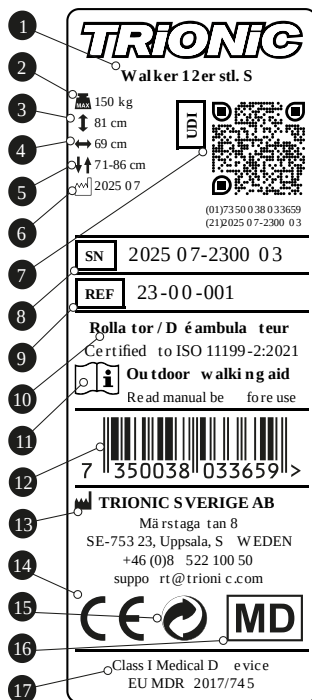 TRIONIC
Walker 12er stl. S
1
2
MAX 150 kg
3
81 cm
4
69 cm
5
71-86 cm
6
2025 07
UDI
7
(01)7350038033659
(21)202507-2300 03
8
SN 2025 07-2300 03
9
REF 23-00-001
10
Rollator/Déambulateur
Certified to ISO 11199-2:2021
11
i Outdoor walking aid
Read manual before use
12
7 350038 033659 >
13
TRIONIC SVERIGE AB
Märstagatan 8
SE-753 23, Uppsala, SWEDEN
+46 (0)8 522 100 50
support@trionic.com
14
CE
15
16
MD
17
Class I Medical Device
EU MDR 2017/745